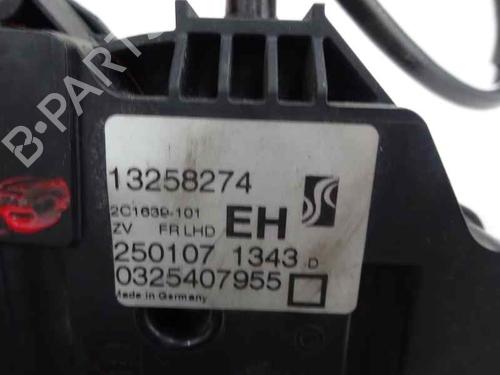 B-PARTS
13258274
2C1639-101
EH
ZV FR LHD
250107 1343 D
0325407955
Made in Germany